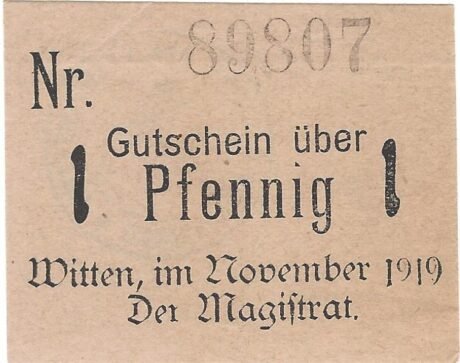 Nr. 89807
Gutschein über
1 Pfennig 1
Witten, im November 1919
Der Magiſtrat.